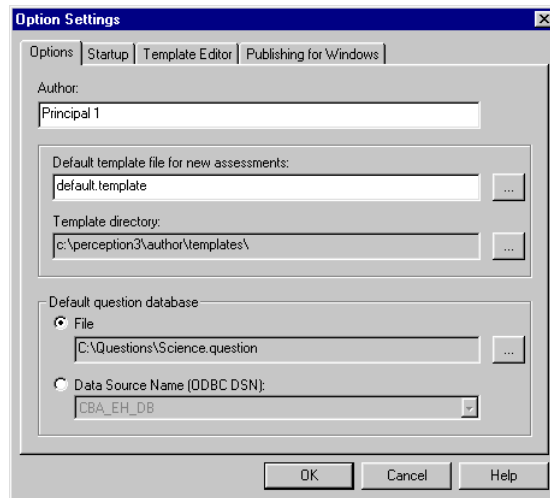 Option Settings
Options Startup Template Editor Publishing for Windows
Author:
Principal 1
Default template file for new assessments:
default.template
...
Template directory:
c:\perception3\author\templates\
...
Default question database
File
C:\Questions\Science.question
...
Data Source Name (ODBC DSN):
CBA_EH_DB
OK Cancel Help